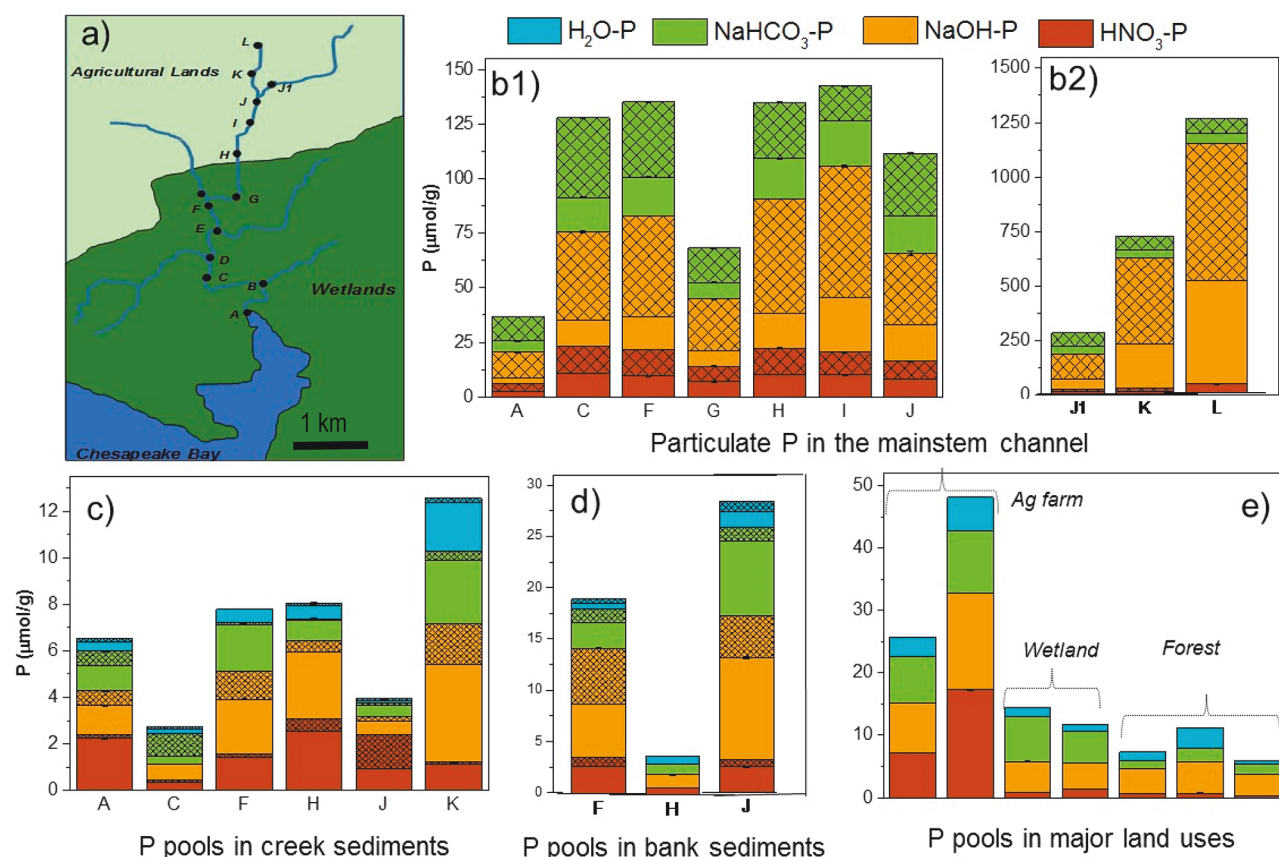 H₂O-P NaHCO₃-P NaOH-P HNO₃-P
a)
L
K
Agricultural Lands
J1
J
I
H
G
F
E
D
C
B
Wetlands
A
1 km
Chesapeake Bay
b1)
P (µmol/g)
150
125
100
75
50
25
0
A C F G H I J
b2)
1500
1250
1000
750
500
250
0
J1 K L
Particulate P in the mainstem channel
c)
P (µmol/g)
12
10
8
6
4
2
0
A C F H J K
P pools in creek sediments
d)
30
25
20
15
10
5
0
F H J
P pools in bank sediments
e)
50
40
30
20
10
0
Ag farm
Wetland
Forest
P pools in major land uses